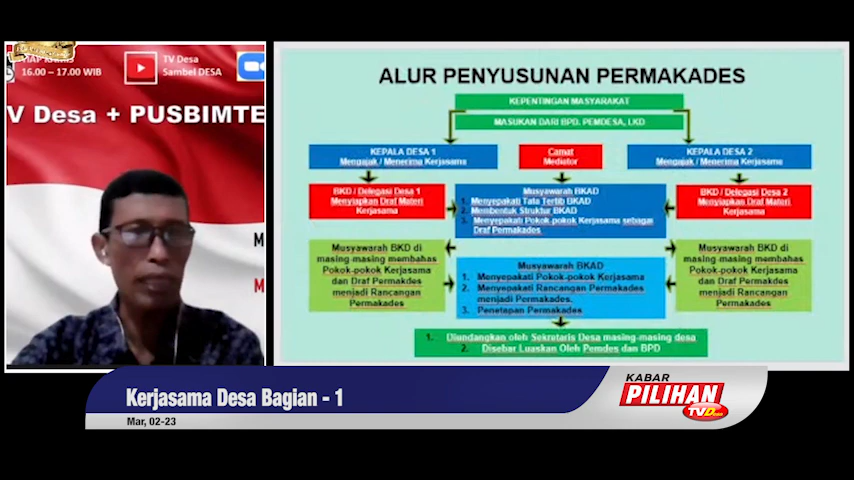 TIAP KAMIS
16.00 – 17.00 WIB
TV Desa
Sambel DESA
V Desa + PUSBIMTE
M
M
ALUR PENYUSUNAN PERMAKADES
KEPENTINGAN MASYARAKAT
MASUKAN DARI BPD. PEMDESA, LKD
KEPALA DESA 1
Mengajak / Menerima Kerjasama
Camat
Mediator
KEPALA DESA 2
Mengajak / Menerima Kerjasama
BKD / Delegasi Desa 1
Menyiapkan Draf Materi
Kerjasama
Musyawarah BKAD
1. Menyepakati Tata Tertib BKAD
2. Membentuk Struktur BKAD
3. Menyepakati Pokok-pokok Kerjasama sebagai
Draf Permakades
BKD / Delegasi Desa 2
Menyiapkan Draf Materi
Kerjasama
Musyawarah BKD di
masing-masing membahas
Pokok-pokok Kerjasama
dan Draf Permakdes
menjadi Rancangan
Permakades
Musyawarah BKAD
1. Menyepakati Pokok-pokok Kerjasama
2. Menyepakati Rancangan Permakades
menjadi Permakades.
3. Penetapan Permakades
Musyawarah BKD di
masing-masing membahas
Pokok-pokok Kerjasama
dan Draf Permakades
menjadi Rancangan
Permakades
1. Diundangkan oleh Sekretaris Desa masing-masing desa
2. Disebar Luaskan Oleh Pemdes dan BPD
Kerjasama Desa Bagian - 1
Mar, 02-23
KABAR
PILIHAN
TVDesa